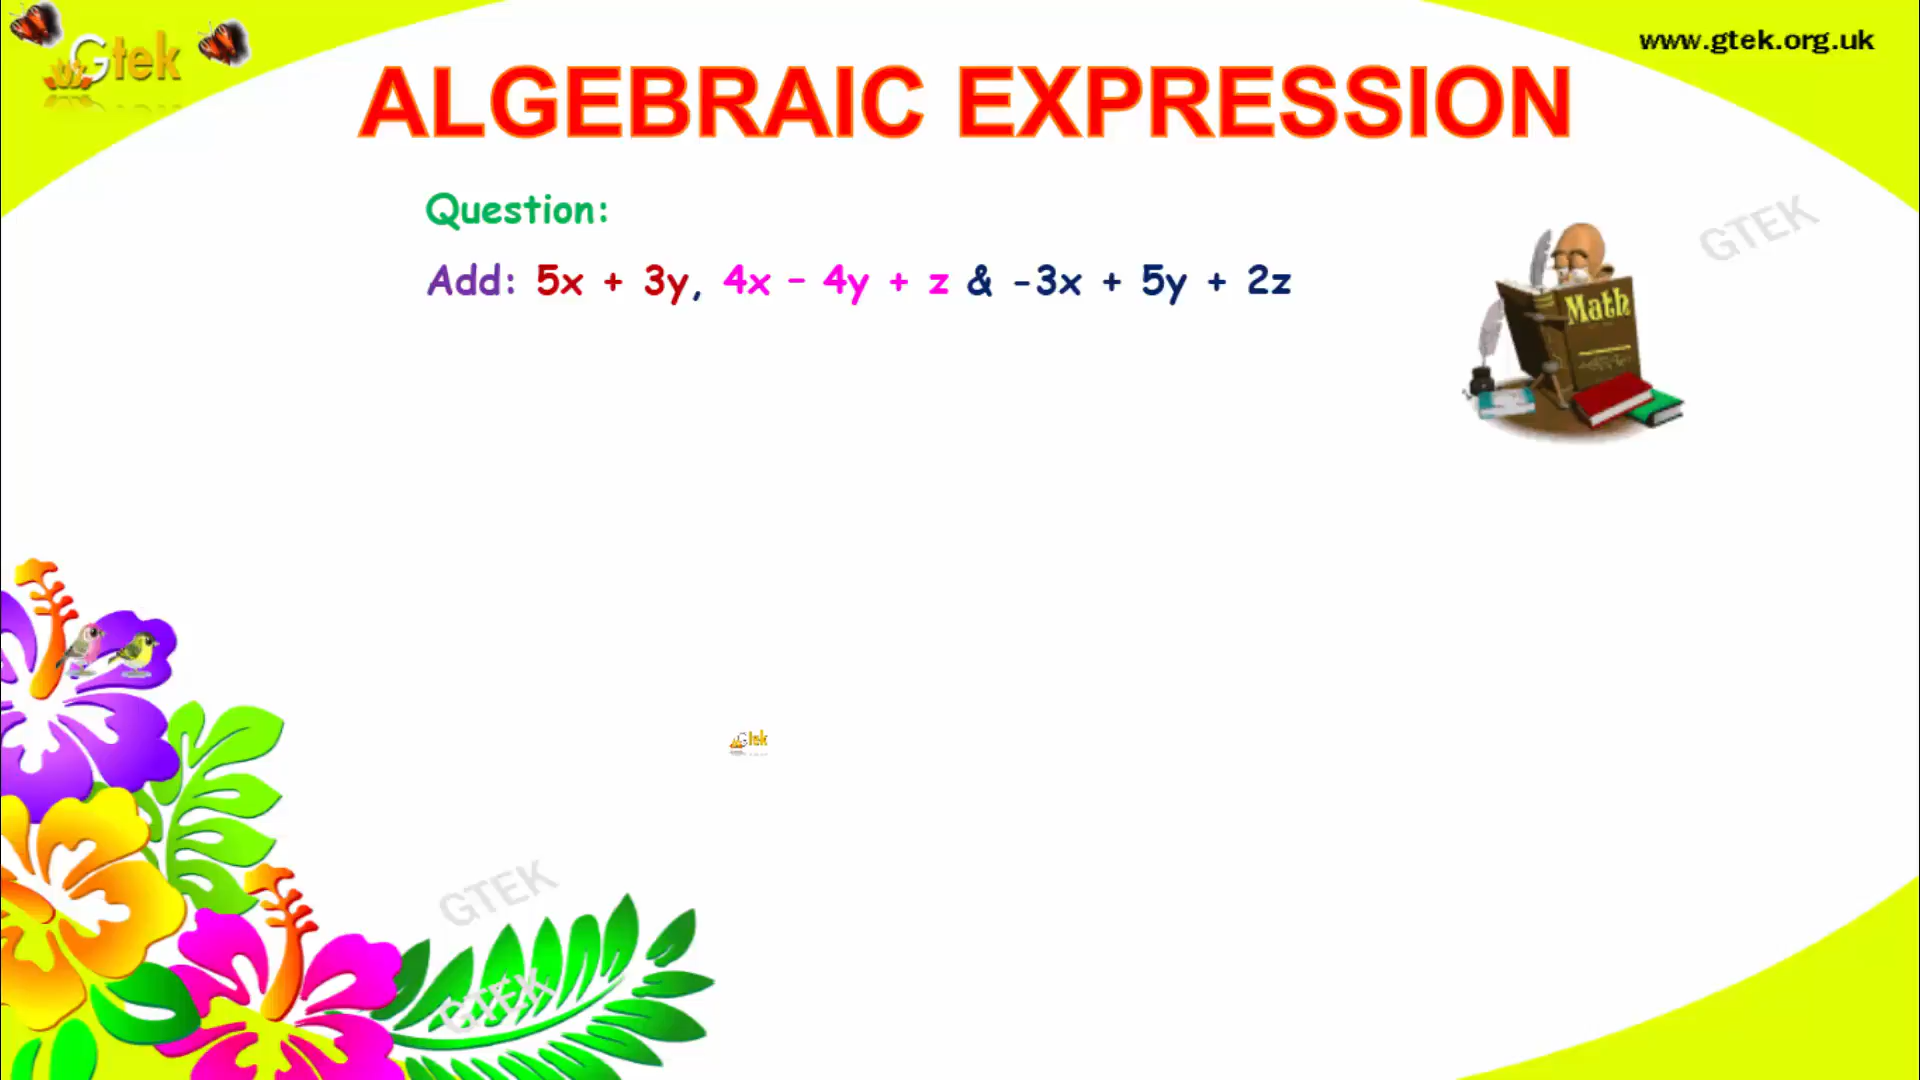 Gtek
www.gtek.org.uk
ALGEBRAIC EXPRESSION
Question:
GTEK
Add: 5x + 3y, 4x – 4y + z & -3x + 5y + 2z
Math
Gtek
GTEK
GTEK